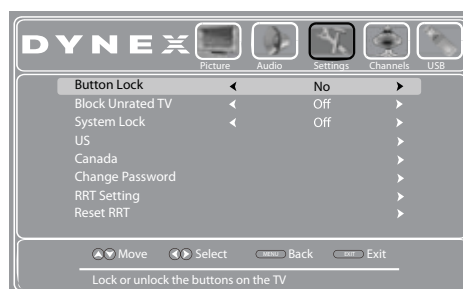 DYNEX
Picture Audio Settings Channels USB
Button Lock No
Block Unrated TV Off
System Lock Off
US
Canada
Change Password
RRT Setting
Reset RRT
Move Select MENU Back EXIT Exit
Lock or unlock the buttons on the TV